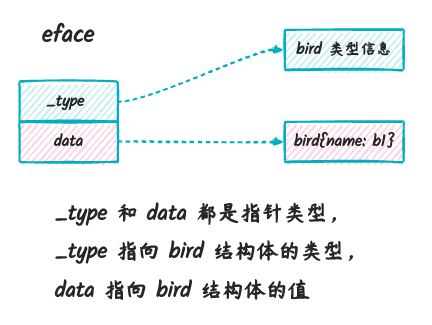 eface
bird 类型信息
_type
data
bird{name: b1}
_type 和 data 都是指针类型，
_type 指向 bird 结构体的类型，
data 指向 bird 结构体的值